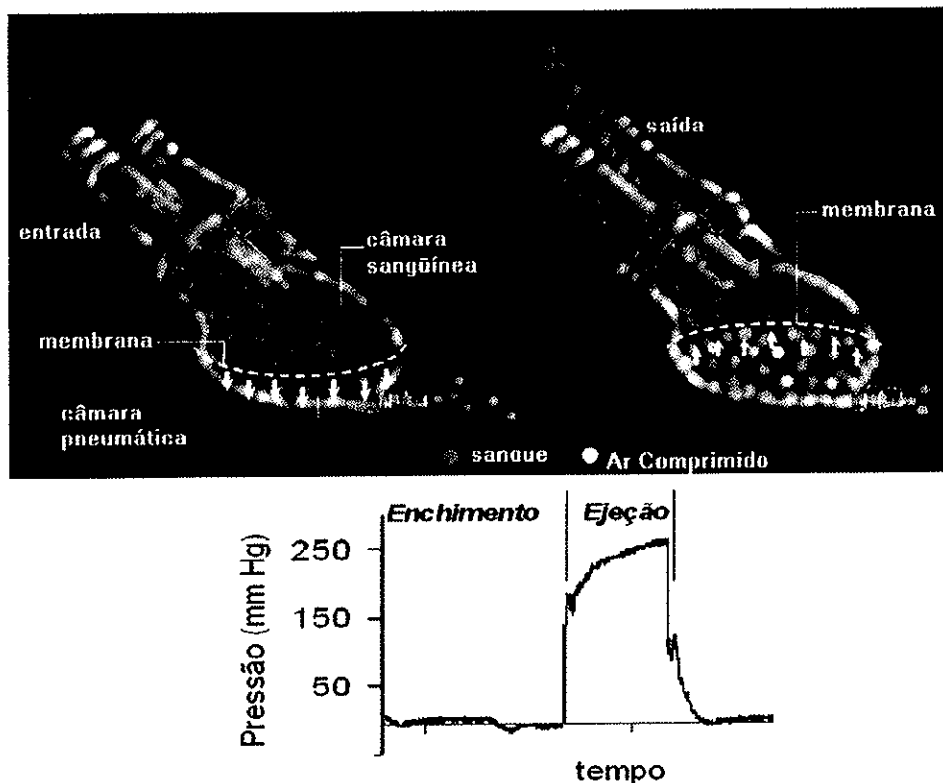 saída
membrana
entrada
câmara
sangüínea
membrana
câmara
pneumática
sangue
Ar Comprimido
Enchimento
Ejeção
250
150
50
Pressão (mm Hg)
tempo